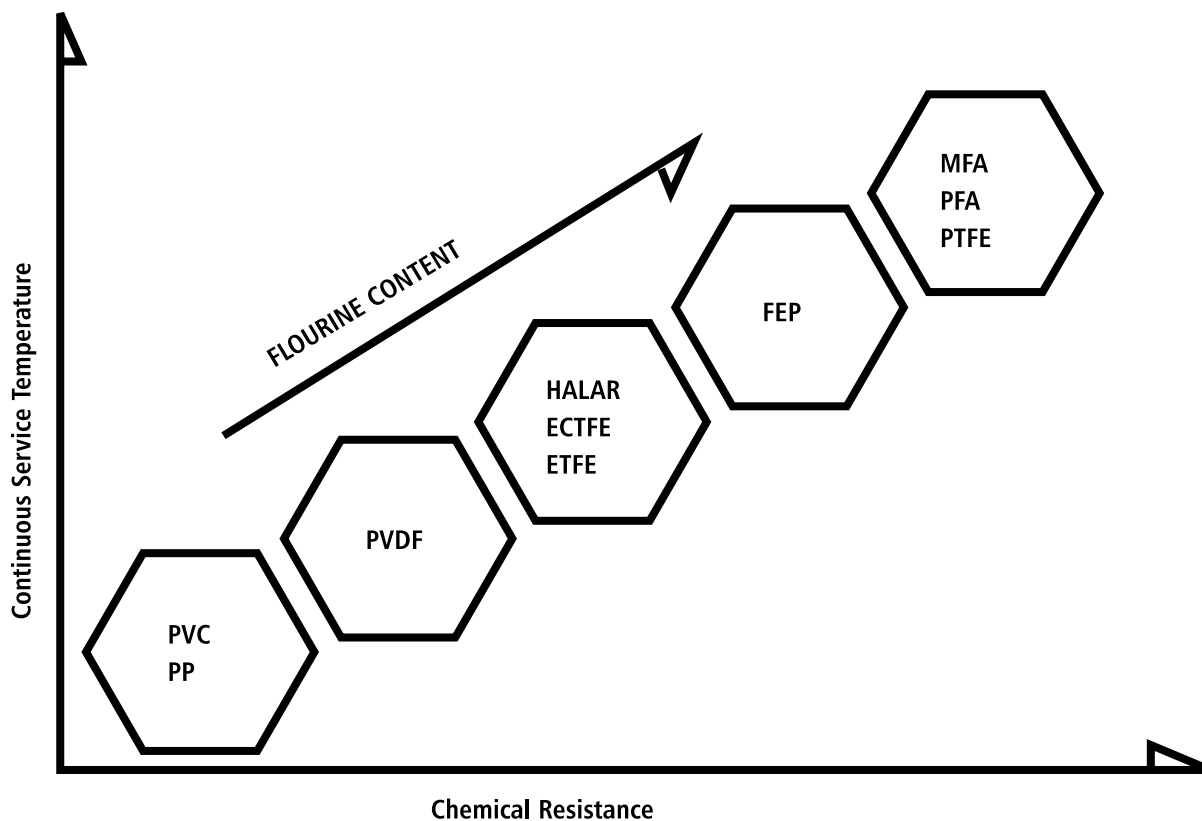 MFA
PFA
PTFE
FLOURINE CONTENT
FEP
HALAR
ECTFE
ETFE
Continuous Service Temperature
PVDF
PVC
PP
Chemical Resistance